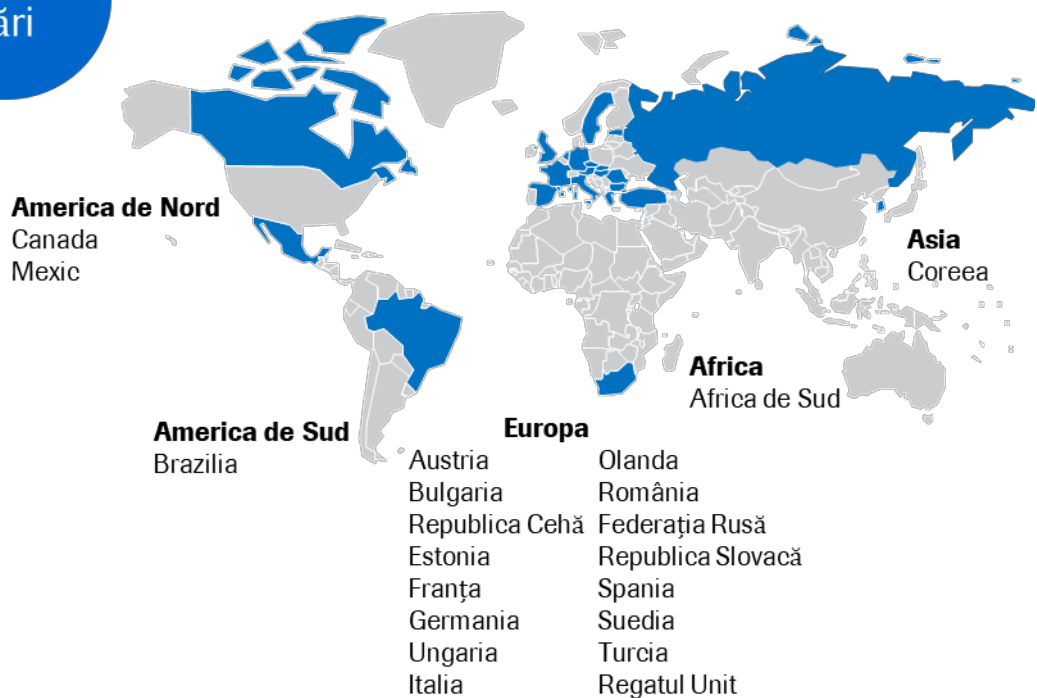 ări
America de Nord
Canada
Mexic
Asia
Coreea
Africa
Africa de Sud
America de Sud
Brazilia
Europa
Austria
Bulgaria
Republica Cehă
Estonia
Franța
Germania
Ungaria
Italia
Olanda
România
Federația Rusă
Republica Slovacă
Spania
Suedia
Turcia
Regatul Unit